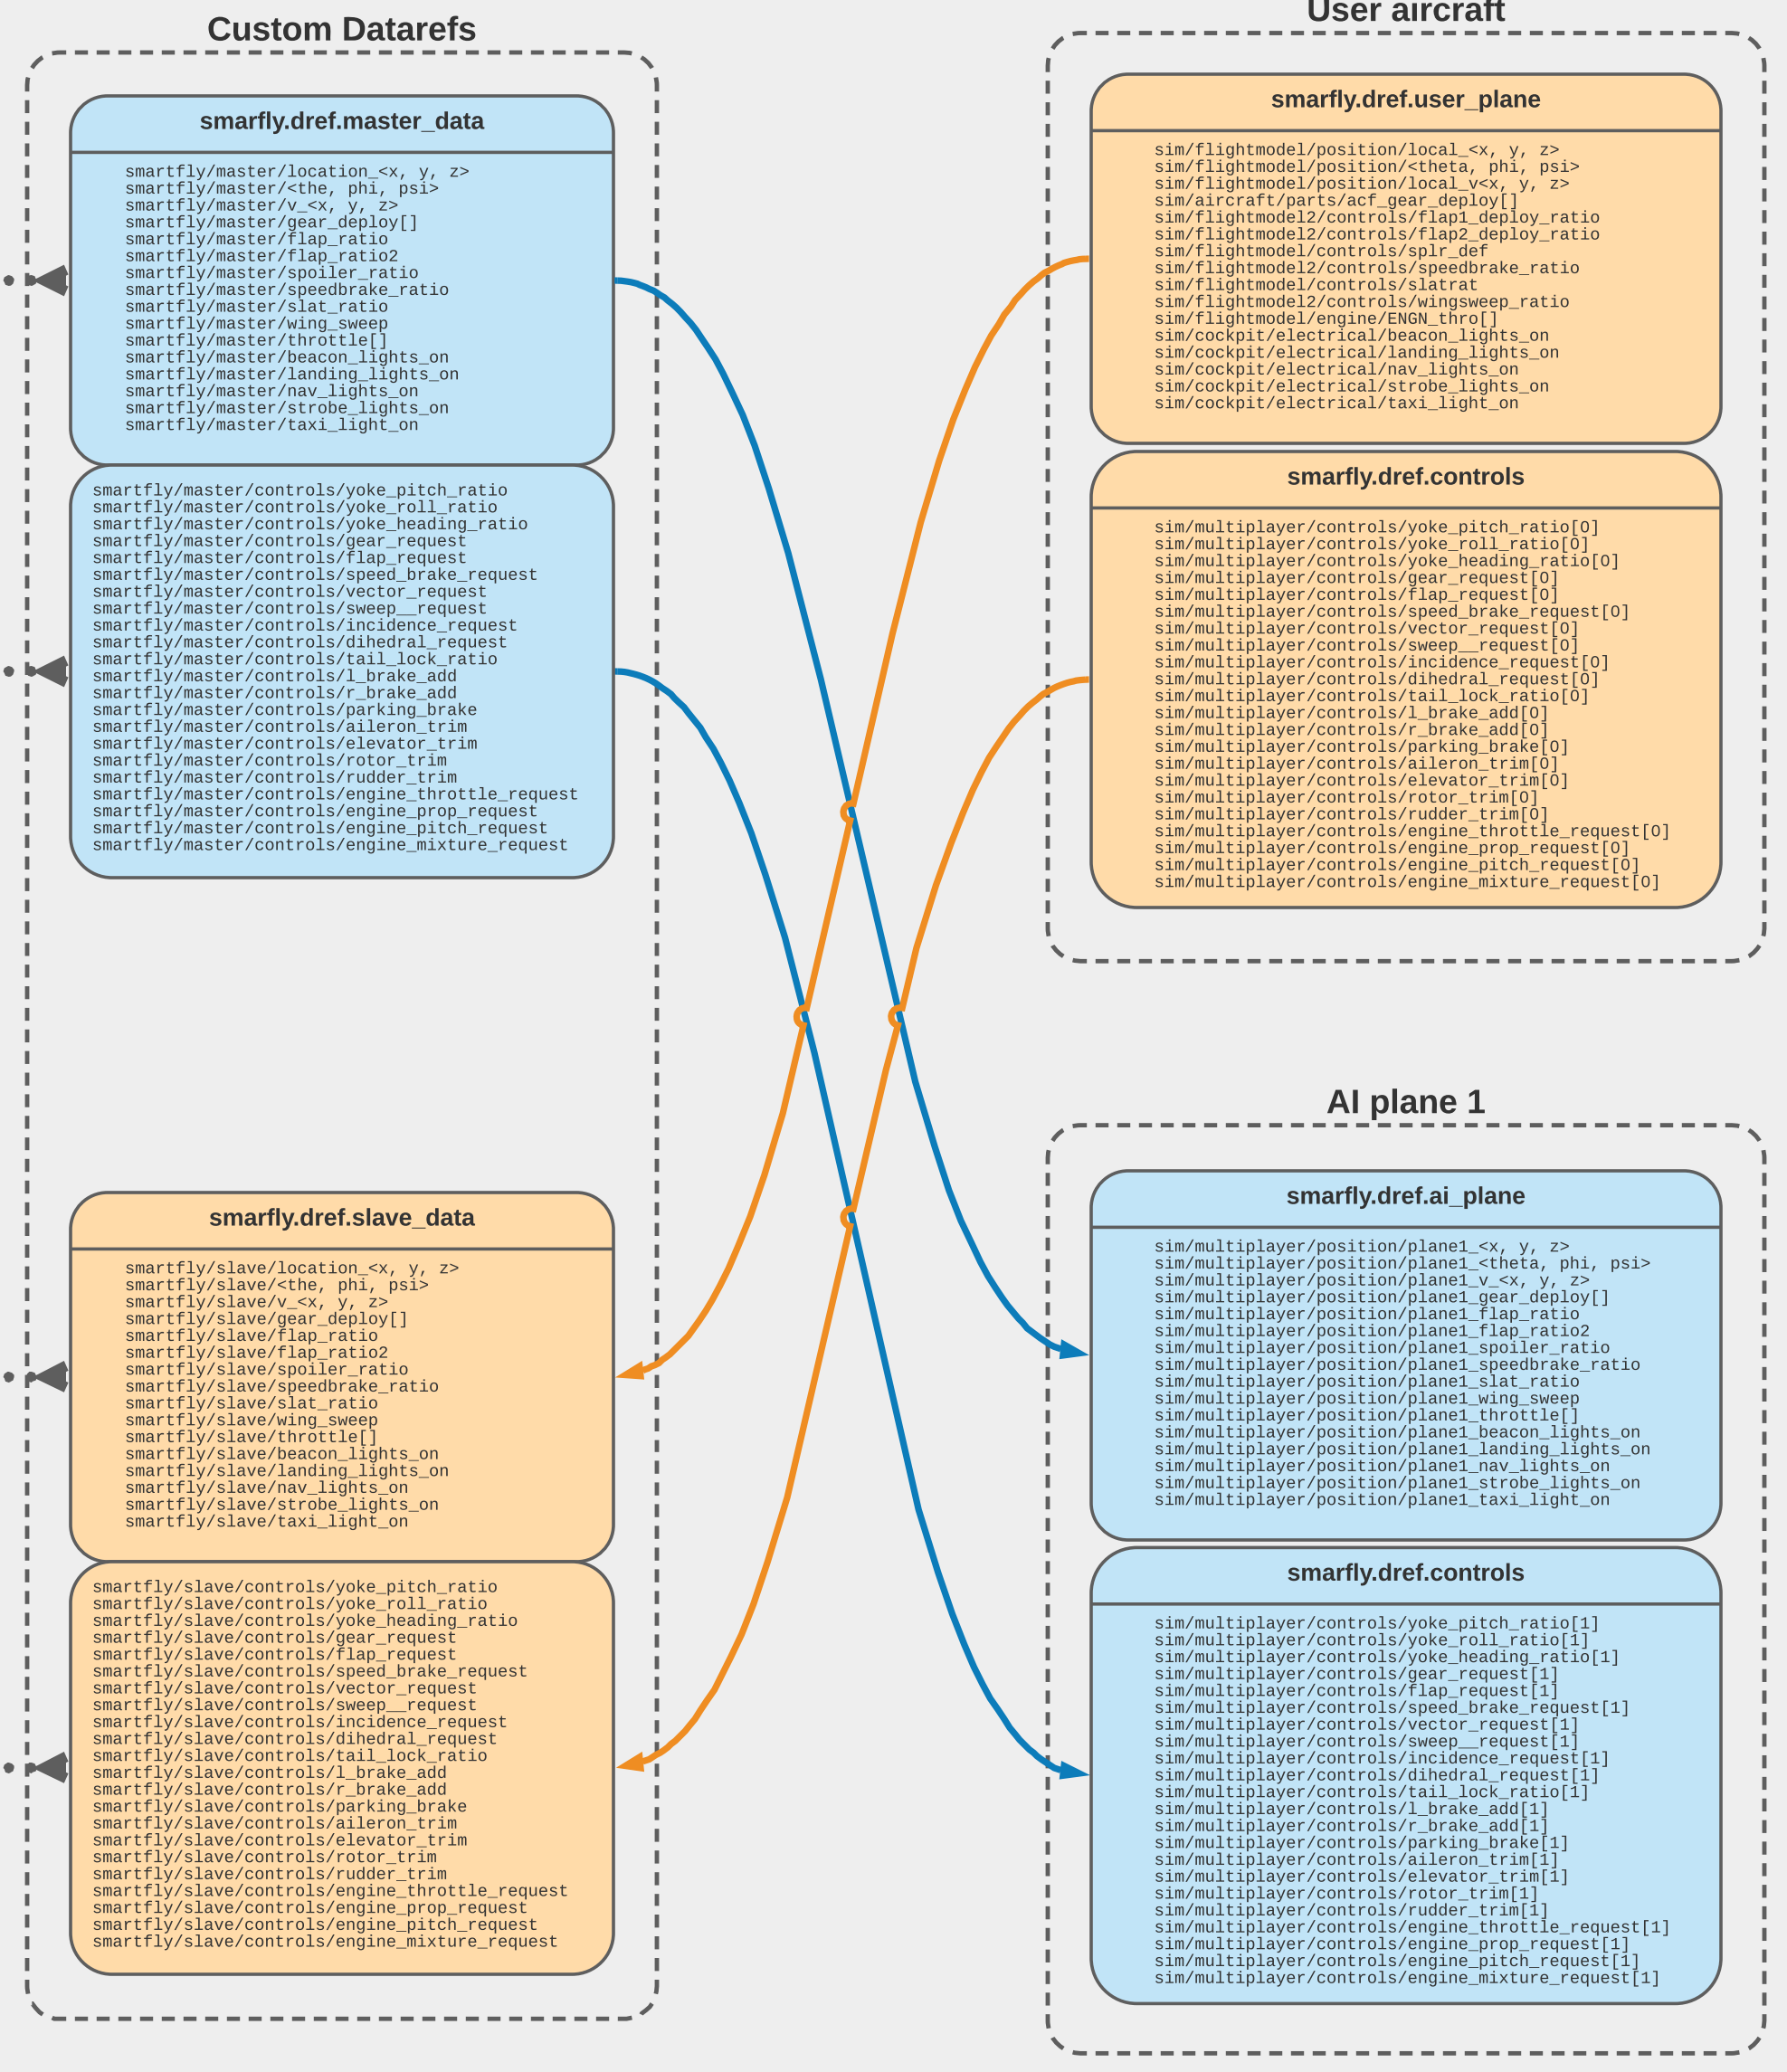 Custom Datarefs
smarfly.dref.master_data
smartfly/master/location_<x, y, z>
smartfly/master/<the, phi, psi>
smartfly/master/v_<x, y, z>
smartfly/master/gear_deploy[]
smartfly/master/flap_ratio
smartfly/master/flap_ratio2
smartfly/master/spoiler_ratio
smartfly/master/speedbrake_ratio
smartfly/master/slat_ratio
smartfly/master/wing_sweep
smartfly/master/throttle[]
smartfly/master/beacon_lights_on
smartfly/master/landing_lights_on
smartfly/master/nav_lights_on
smartfly/master/strobe_lights_on
smartfly/master/taxi_light_on
smartfly/master/controls/yoke_pitch_ratio
smartfly/master/controls/yoke_roll_ratio
smartfly/master/controls/yoke_heading_ratio
smartfly/master/controls/gear_request
smartfly/master/controls/flap_request
smartfly/master/controls/speed_brake_request
smartfly/master/controls/vector_request
smartfly/master/controls/sweep__request
smartfly/master/controls/incidence_request
smartfly/master/controls/dihedral_request
smartfly/master/controls/tail_lock_ratio
smartfly/master/controls/l_brake_add
smartfly/master/controls/r_brake_add
smartfly/master/controls/parking_brake
smartfly/master/controls/aileron_trim
smartfly/master/controls/elevator_trim
smartfly/master/controls/rotor_trim
smartfly/master/controls/rudder_trim
smartfly/master/controls/engine_throttle_request
smartfly/master/controls/engine_prop_request
smartfly/master/controls/engine_pitch_request
smartfly/master/controls/engine_mixture_request
smarfly.dref.slave_data
smartfly/slave/location_<x, y, z>
smartfly/slave/<the, phi, psi>
smartfly/slave/v_<x, y, z>
smartfly/slave/gear_deploy[]
smartfly/slave/flap_ratio
smartfly/slave/flap_ratio2
smartfly/slave/spoiler_ratio
smartfly/slave/speedbrake_ratio
smartfly/slave/slat_ratio
smartfly/slave/wing_sweep
smartfly/slave/throttle[]
smartfly/slave/beacon_lights_on
smartfly/slave/landing_lights_on
smartfly/slave/nav_lights_on
smartfly/slave/strobe_lights_on
smartfly/slave/taxi_light_on
smartfly/slave/controls/yoke_pitch_ratio
smartfly/slave/controls/yoke_roll_ratio
smartfly/slave/controls/yoke_heading_ratio
smartfly/slave/controls/gear_request
smartfly/slave/controls/flap_request
smartfly/slave/controls/speed_brake_request
smartfly/slave/controls/vector_request
smartfly/slave/controls/sweep__request
smartfly/slave/controls/incidence_request
smartfly/slave/controls/dihedral_request
smartfly/slave/controls/tail_lock_ratio
smartfly/slave/controls/l_brake_add
smartfly/slave/controls/r_brake_add
smartfly/slave/controls/parking_brake
smartfly/slave/controls/aileron_trim
smartfly/slave/controls/elevator_trim
smartfly/slave/controls/rotor_trim
smartfly/slave/controls/rudder_trim
smartfly/slave/controls/engine_throttle_request
smartfly/slave/controls/engine_prop_request
smartfly/slave/controls/engine_pitch_request
smartfly/slave/controls/engine_mixture_request
User aircraft
smarfly.dref.user_plane
sim/flightmodel/position/local_<x, y, z>
sim/flightmodel/position/<theta, phi, psi>
sim/flightmodel/position/local_v<x, y, z>
sim/aircraft/parts/acf_gear_deploy[]
sim/flightmodel2/controls/flap1_deploy_ratio
sim/flightmodel2/controls/flap2_deploy_ratio
sim/flightmodel/controls/splr_def
sim/flightmodel2/controls/speedbrake_ratio
sim/flightmodel/controls/slatrat
sim/flightmodel2/controls/wingsweep_ratio
sim/flightmodel/engine/ENGN_thro[]
sim/cockpit/electrical/beacon_lights_on
sim/cockpit/electrical/landing_lights_on
sim/cockpit/electrical/nav_lights_on
sim/cockpit/electrical/strobe_lights_on
sim/cockpit/electrical/taxi_light_on
smarfly.dref.controls
sim/multiplayer/controls/yoke_pitch_ratio[0]
sim/multiplayer/controls/yoke_roll_ratio[0]
sim/multiplayer/controls/yoke_heading_ratio[0]
sim/multiplayer/controls/gear_request[0]
sim/multiplayer/controls/flap_request[0]
sim/multiplayer/controls/speed_brake_request[0]
sim/multiplayer/controls/vector_request[0]
sim/multiplayer/controls/sweep__request[0]
sim/multiplayer/controls/incidence_request[0]
sim/multiplayer/controls/dihedral_request[0]
sim/multiplayer/controls/tail_lock_ratio[0]
sim/multiplayer/controls/l_brake_add[0]
sim/multiplayer/controls/r_brake_add[0]
sim/multiplayer/controls/parking_brake[0]
sim/multiplayer/controls/aileron_trim[0]
sim/multiplayer/controls/elevator_trim[0]
sim/multiplayer/controls/rotor_trim[0]
sim/multiplayer/controls/rudder_trim[0]
sim/multiplayer/controls/engine_throttle_request[0]
sim/multiplayer/controls/engine_prop_request[0]
sim/multiplayer/controls/engine_pitch_request[0]
sim/multiplayer/controls/engine_mixture_request[0]
AI plane 1
smarfly.dref.ai_plane
sim/multiplayer/position/plane1_<x, y, z>
sim/multiplayer/position/plane1_<theta, phi, psi>
sim/multiplayer/position/plane1_v_<x, y, z>
sim/multiplayer/position/plane1_gear_deploy[]
sim/multiplayer/position/plane1_flap_ratio
sim/multiplayer/position/plane1_flap_ratio2
sim/multiplayer/position/plane1_spoiler_ratio
sim/multiplayer/position/plane1_speedbrake_ratio
sim/multiplayer/position/plane1_slat_ratio
sim/multiplayer/position/plane1_wing_sweep
sim/multiplayer/position/plane1_throttle[]
sim/multiplayer/position/plane1_beacon_lights_on
sim/multiplayer/position/plane1_landing_lights_on
sim/multiplayer/position/plane1_nav_lights_on
sim/multiplayer/position/plane1_strobe_lights_on
sim/multiplayer/position/plane1_taxi_light_on
smarfly.dref.controls
sim/multiplayer/controls/yoke_pitch_ratio[1]
sim/multiplayer/controls/yoke_roll_ratio[1]
sim/multiplayer/controls/yoke_heading_ratio[1]
sim/multiplayer/controls/gear_request[1]
sim/multiplayer/controls/flap_request[1]
sim/multiplayer/controls/speed_brake_request[1]
sim/multiplayer/controls/vector_request[1]
sim/multiplayer/controls/sweep__request[1]
sim/multiplayer/controls/incidence_request[1]
sim/multiplayer/controls/dihedral_request[1]
sim/multiplayer/controls/tail_lock_ratio[1]
sim/multiplayer/controls/l_brake_add[1]
sim/multiplayer/controls/r_brake_add[1]
sim/multiplayer/controls/parking_brake[1]
sim/multiplayer/controls/aileron_trim[1]
sim/multiplayer/controls/elevator_trim[1]
sim/multiplayer/controls/rotor_trim[1]
sim/multiplayer/controls/rudder_trim[1]
sim/multiplayer/controls/engine_throttle_request[1]
sim/multiplayer/controls/engine_prop_request[1]
sim/multiplayer/controls/engine_pitch_request[1]
sim/multiplayer/controls/engine_mixture_request[1]